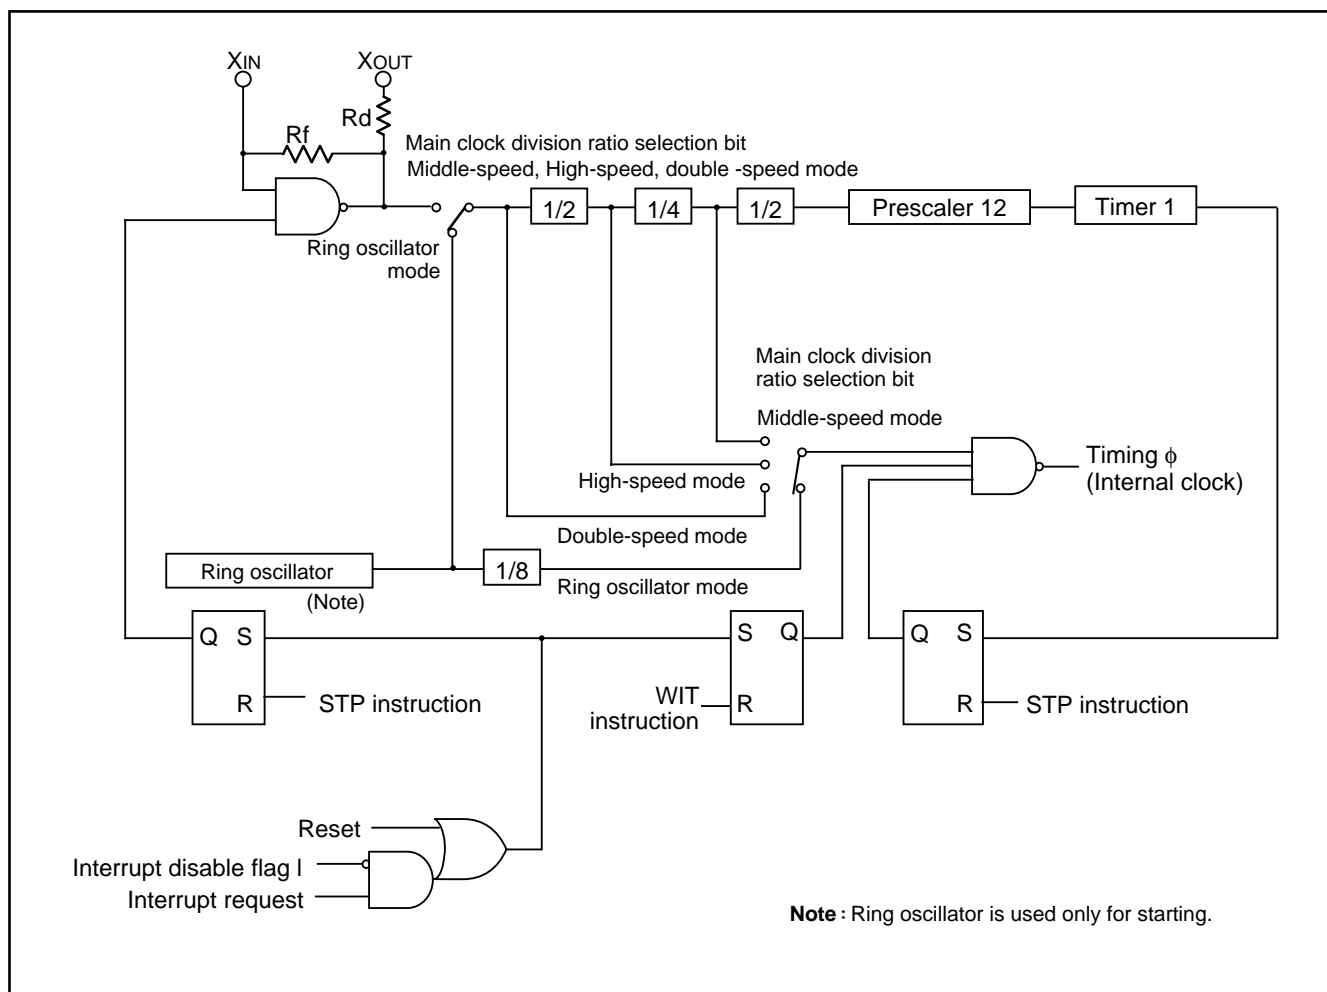 XIN
XOUT
Rd
Rf
Main clock division ratio selection bit
Middle-speed, High-speed, double -speed mode
1/2
1/4
1/2
Prescaler 12
Timer 1
Ring oscillator
mode
Main clock division
ratio selection bit
Middle-speed mode
High-speed mode
Double-speed mode
Timing ϕ
(Internal clock)
Ring oscillator
(Note)
1/8
Ring oscillator mode
Q S
R
STP instruction
S Q
R
WIT
instruction
Q S
R
STP instruction
Reset
Interrupt disable flag I
Interrupt request
Note : Ring oscillator is used only for starting.